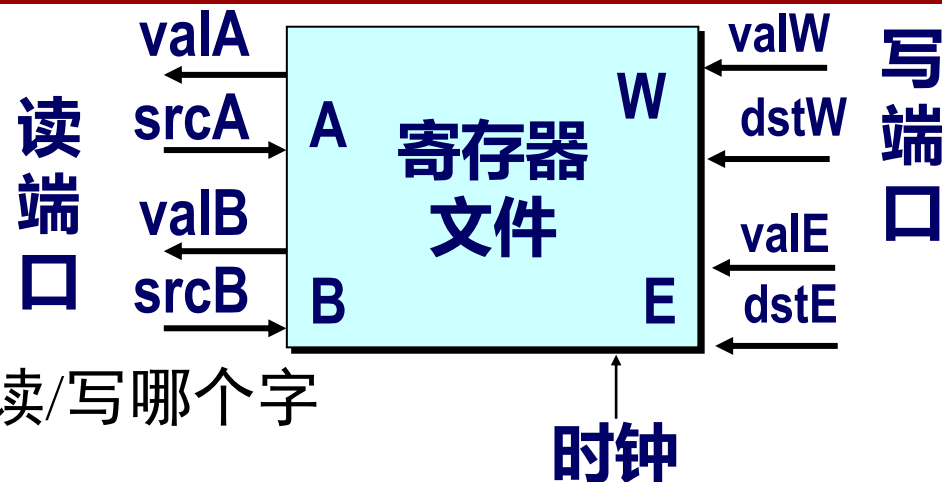 读端口
valA
srcA
valB
srcB
A
B
寄存器
文件
W
E
valW
dstW
valE
dstE
写端口
读/写哪个字
时钟